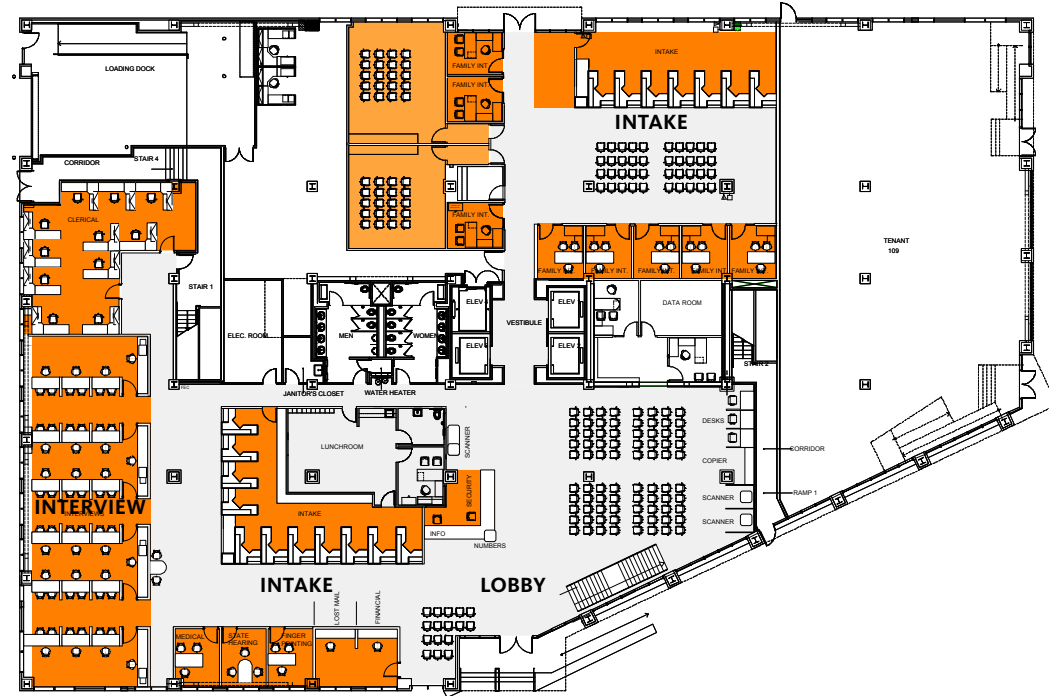 LOADING DOCK
CORRIDOR
STAIR 4
FAMILY INT.
FAMILY INT.
INTAKE
INTAKE
CLERICAL
FAMILY INT.
TENANT
109
FAMILY INT.
FAMILY INT.
FAMILY INT.
FAMILY INT.
FAMILY INT.
STAIR 1
ELEV
ELEV
DATA ROOM
VESTIBULE
ELEC. ROOM
MEN
WOMEN
ELEV
ELEV
STAIR 2
JANITOR'S CLOSET
WATER HEATER
LUNCHROOM
SCANNER
DESKS
COPIER
CORRIDOR
SECURITY
RAMP 1
SCANNER
SCANNER
INTERVIEW
INTERVIEWS
INTAKE
INFO
NUMBERS
INTAKE
LOBBY
LOST MAIL
FINANCIAL
MEDICAL
STATE
HEARING
FINGER
PRINTING